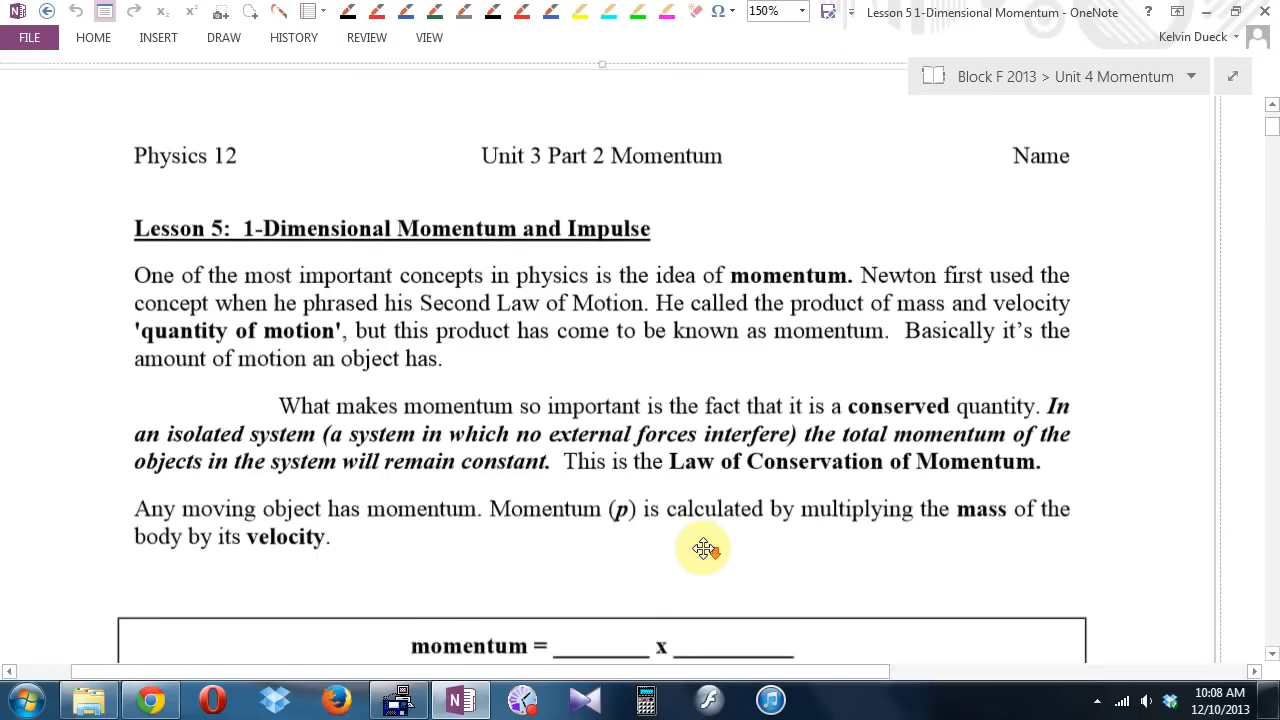 150%
Lesson 5 1-Dimensional Momentum - OneNote
FILE HOME INSERT DRAW HISTORY REVIEW VIEW
Kelvin Dueck
Block F 2013 > Unit 4 Momentum
Physics 12 Unit 3 Part 2 Momentum Name
Lesson 5: 1-Dimensional Momentum and Impulse
One of the most important concepts in physics is the idea of momentum. Newton first used the
concept when he phrased his Second Law of Motion. He called the product of mass and velocity
'quantity of motion', but this product has come to be known as momentum. Basically it's the
amount of motion an object has.
What makes momentum so important is the fact that it is a conserved quantity. In
an isolated system (a system in which no external forces interfere) the total momentum of the
objects in the system will remain constant. This is the Law of Conservation of Momentum.
Any moving object has momentum. Momentum (p) is calculated by multiplying the mass of the
body by its velocity.
momentum = ________ x __________
10:08 AM
12/10/2013